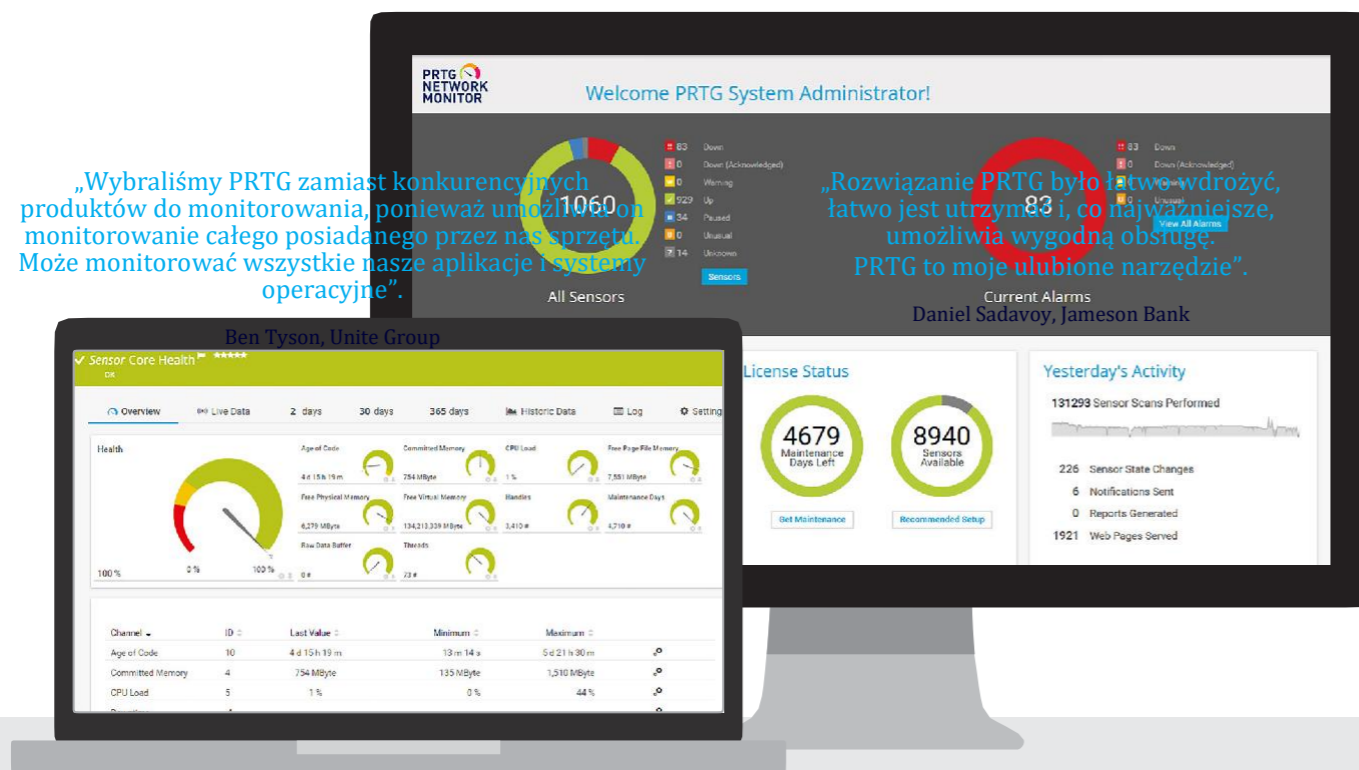 PRTG
NETWORK
MONITOR
Welcome PRTG System Administrator!
1060
83 Down
0 Down (Acknowledged)
0 Warning
929 Up
34 Paused
0 Unusual
14 Unknown
Sensors
All Sensors
83
83 Down
0 Down (Acknowledged)
0 Unusual
View All Alarms
Current Alarms
„Wybraliśmy PRTG zamiast konkurencyjnych
produktów do monitorowania, ponieważ umożliwia on
monitorowanie całego posiadanego przez nas sprzętu.
Może monitorować wszystkie nasze aplikacje i systemy
operacyjne”.
Ben Tyson, Unite Group
„Rozwiązanie PRTG było łatwo wdrożyć,
łatwo jest utrzymać i, co najważniejsze,
umożliwia wygodną obsługę.
PRTG to moje ulubione narzędzie”.
Daniel Sadavoy, Jameson Bank
License Status
4679
Maintenance
Days Left
Get Maintenance
8940
Sensors
Available
Recommended Setup
Yesterday's Activity
131293 Sensor Scans Performed
226 Sensor State Changes
6 Notifications Sent
0 Reports Generated
1921 Web Pages Served
Sensor Core Health
OK
Overview Live Data 2 days 30 days 365 days Historic Data Log Setting
Health
100 %
0 % 100 %
Age of Code
4 d 15 h 19 m
Committed Memory
754 MByte
CPU Load
1 %
Free Page File Memory
7,551 MByte
Free Physical Memory
6,279 MByte
Free Virtual Memory
134,213,339 MByte
Handles
3,410 #
Maintenance Days
4,710 #
Raw Data Buffer
0 #
Threads
73 #
Channel ID Last Value Minimum Maximum
Age of Code 10 4 d 15 h 19 m 13 m 14 s 5 d 21 h 30 m
Committed Memory 4 754 MByte 135 MByte 1,510 MByte
CPU Load 5 1 % 0 % 44 %